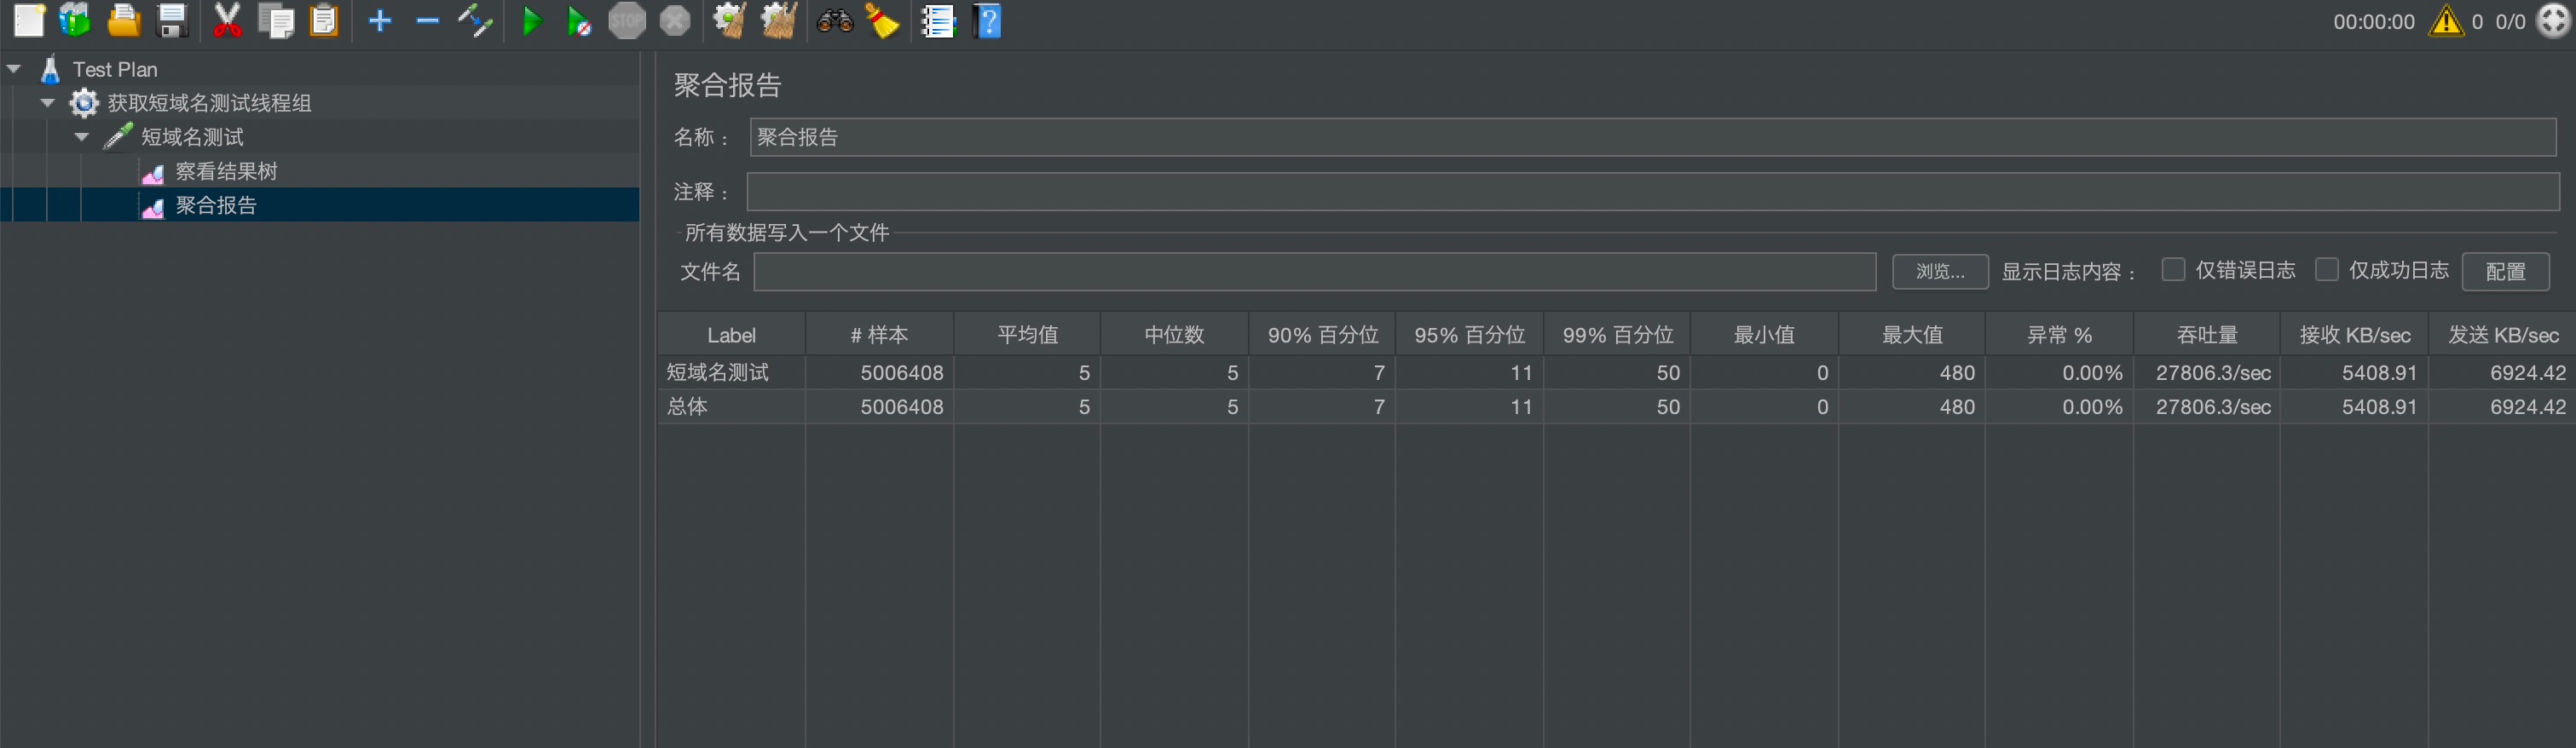 STOP
00:00:00 0 0/0
Test Plan
获取短域名测试线程组
短域名测试
察看结果树
聚合报告
聚合报告
名称： 聚合报告
注释：
所有数据写入一个文件
文件名 浏览... 显示日志内容： 仅错误日志 仅成功日志 配置
Label # 样本 平均值 中位数 90% 百分位 95% 百分位 99% 百分位 最小值 最大值 异常 % 吞吐量 接收 KB/sec 发送 KB/sec
短域名测试 5006408 5 5 7 11 50 0 480 0.00% 27806.3/sec 5408.91 6924.42
总体 5006408 5 5 7 11 50 0 480 0.00% 27806.3/sec 5408.91 6924.42